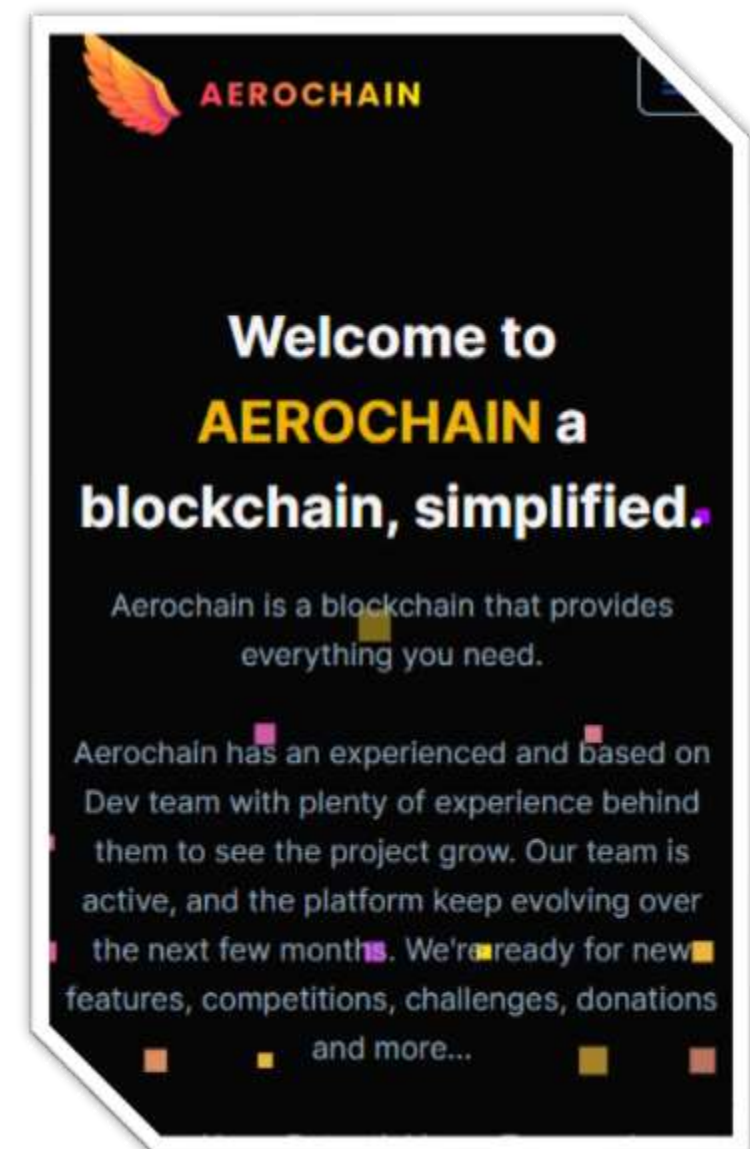 AEROCHAIN
Welcome to
AEROCHAIN a
blockchain, simplified.
Aerochain is a blockchain that provides
everything you need.
Aerochain has an experienced and based on
Dev team with plenty of experience behind
them to see the project grow. Our team is
active, and the platform keep evolving over
the next few months. We're ready for new
features, competitions, challenges, donations
and more...